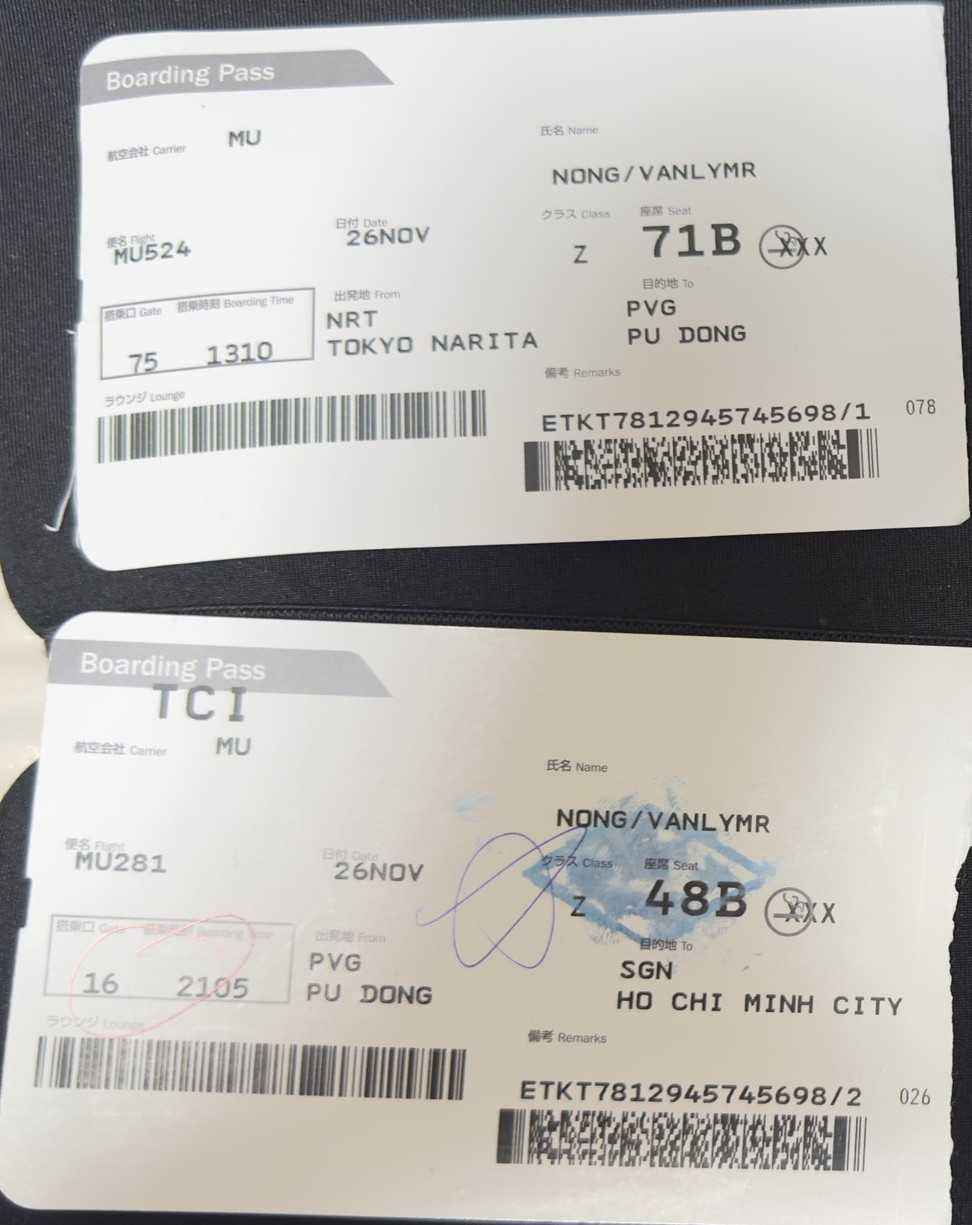 Boarding Pass
航空会社 Carrier MU
氏名 Name
NONG/VANLYMR
便名 Flight
MU524
日付 Date
26NOV
クラス Class
Z
座席 Seat
71B XXX
搭乗口 Gate 搭乗時刻 Boarding Time
75 1310
出発地 From
NRT
TOKYO NARITA
目的地 To
PVG
PU DONG
備考 Remarks
ラウンジ Lounge
ETKT7812945745698/1 078
Boarding Pass
TCI
航空会社 Carrier MU
氏名 Name
NONG/VANLYMR
便名 Flight
MU281
日付 Date
26NOV
クラス Class
Z
座席 Seat
48B XXX
搭乗口 Gate 搭乗時刻 Boarding Time
16 2105
出発地 From
PVG
PU DONG
目的地 To
SGN
HO CHI MINH CITY
ラウンジ Lounge
備考 Remarks
ETKT7812945745698/2 026